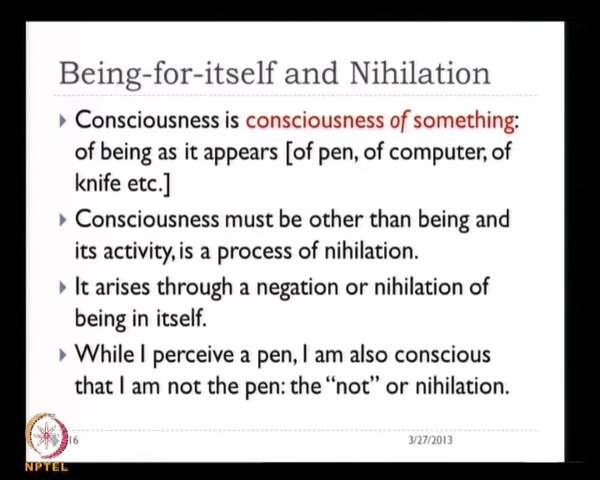 Being-for-itself and Nihilation
Consciousness is consciousness of something:
of being as it appears [of pen, of computer, of
knife etc.]
Consciousness must be other than being and
its activity, is a process of nihilation.
It arises through a negation or nihilation of
being in itself.
While I perceive a pen, I am also conscious
that I am not the pen: the “not” or nihilation.
16
3/27/2013
NPTEL